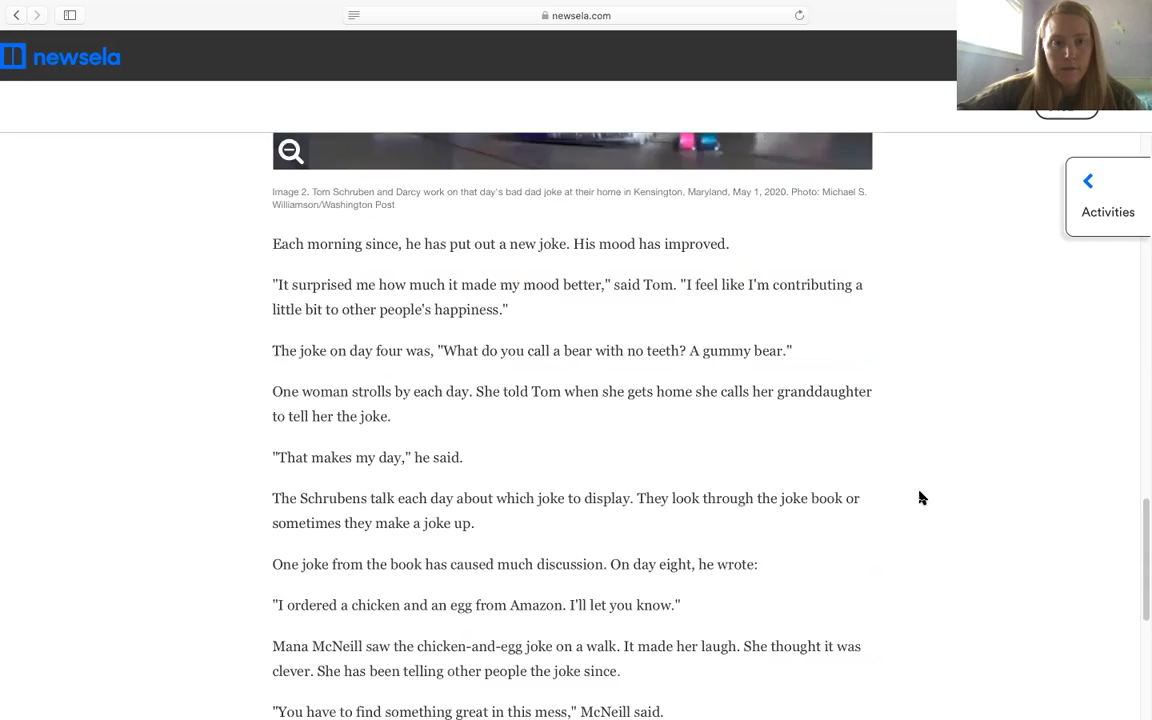 newsela.com
newsela
Activities
Image 2. Tom Schruben and Darcy work on that day's bad dad joke at their home in Kensington, Maryland, May 1, 2020. Photo: Michael S.
Williamson/Washington Post
Each morning since, he has put out a new joke. His mood has improved.
"It surprised me how much it made my mood better," said Tom. "I feel like I'm contributing a
little bit to other people's happiness."
The joke on day four was, "What do you call a bear with no teeth? A gummy bear."
One woman strolls by each day. She told Tom when she gets home she calls her granddaughter
to tell her the joke.
"That makes my day," he said.
The Schrubens talk each day about which joke to display. They look through the joke book or
sometimes they make a joke up.
One joke from the book has caused much discussion. On day eight, he wrote:
"I ordered a chicken and an egg from Amazon. I'll let you know."
Mana McNeill saw the chicken-and-egg joke on a walk. It made her laugh. She thought it was
clever. She has been telling other people the joke since.
"You have to find something great in this mess," McNeill said.